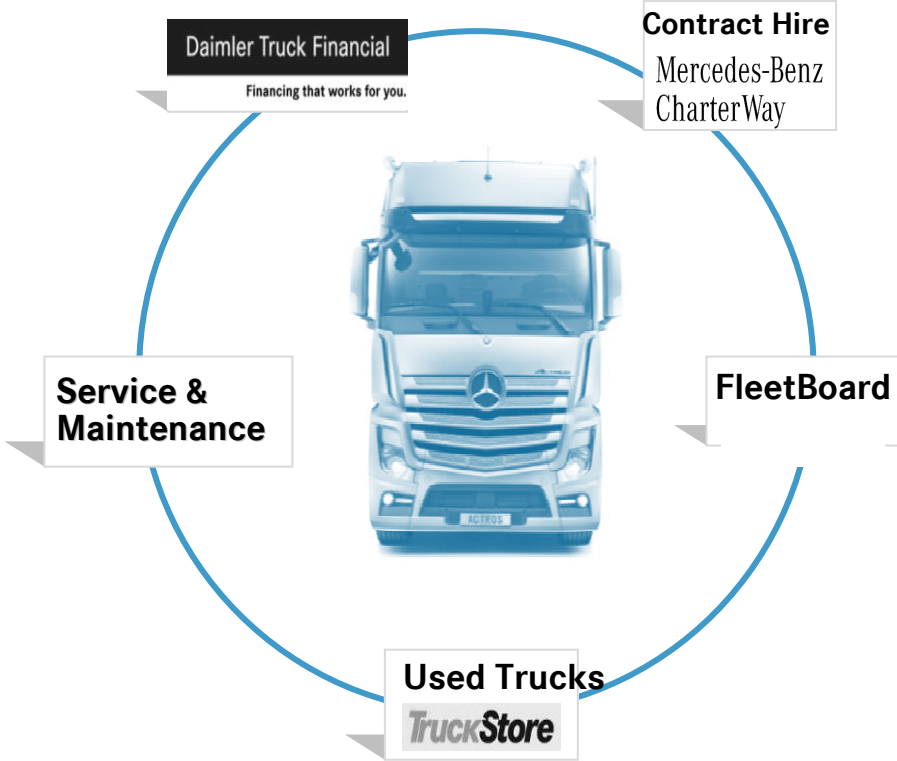 Daimler Truck Financial
Financing that works for you.
Contract Hire
Mercedes-Benz
CharterWay
Service &
Maintenance
FleetBoard
ACTROS
Used Trucks
TruckStore